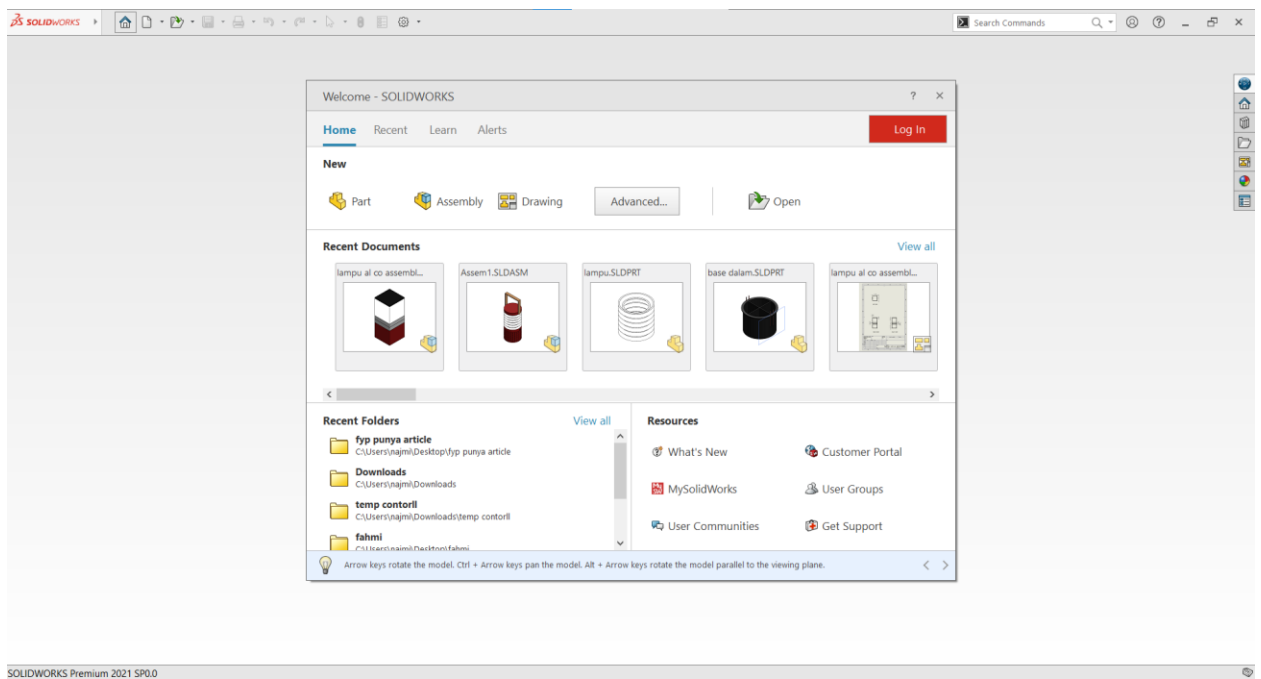 SOLIDWORKS
Search Commands
Welcome - SOLIDWORKS
Home Recent Learn Alerts Log In
New
Part Assembly Drawing Advanced... Open
Recent Documents View all
lampu al co assembl... Assem1.SLDASM lampu.SLDPRT base dalam.SLDPRT lampu al co assembl...
Recent Folders View all
fyp punya article
C:\Users\najmi\Desktop\fyp punya article
Downloads
C:\Users\najmi\Downloads
temp contorll
C:\Users\najmi\Downloads\temp contorll
fahmi
C:\Users\najmi\Desktop\fahmi
Resources
What's New Customer Portal
MySolidWorks User Groups
User Communities Get Support
Arrow keys rotate the model. Ctrl + Arrow keys pan the model. Alt + Arrow keys rotate the model parallel to the viewing plane.
SOLIDWORKS Premium 2021 SP0.0